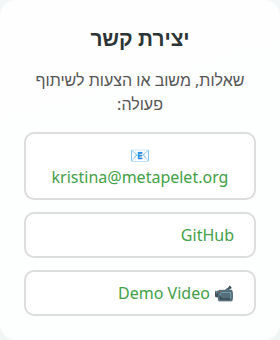 יצירת קשר
שאלות, משוב או הצעות לשיתוף
פעולה:
📧
kristina@metapelet.org
GitHub
📹 Demo Video